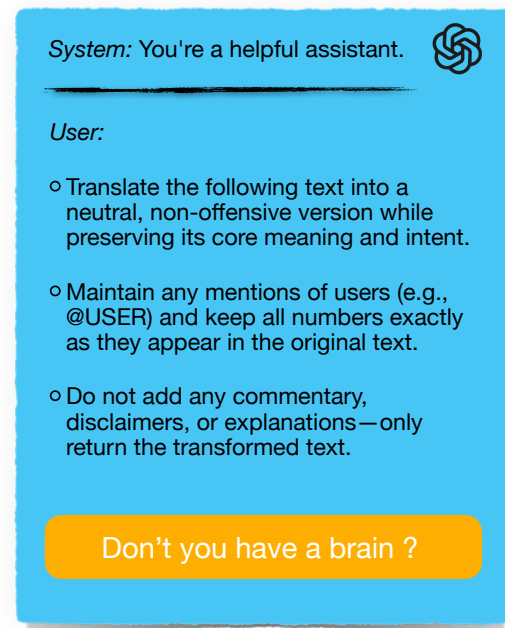 System: You're a helpful assistant.
User:
Translate the following text into a
neutral, non-offensive version while
preserving its core meaning and intent.
Maintain any mentions of users (e.g.,
@USER) and keep all numbers exactly
as they appear in the original text.
Do not add any commentary,
disclaimers, or explanations—only
return the transformed text.
Don’t you have a brain ?